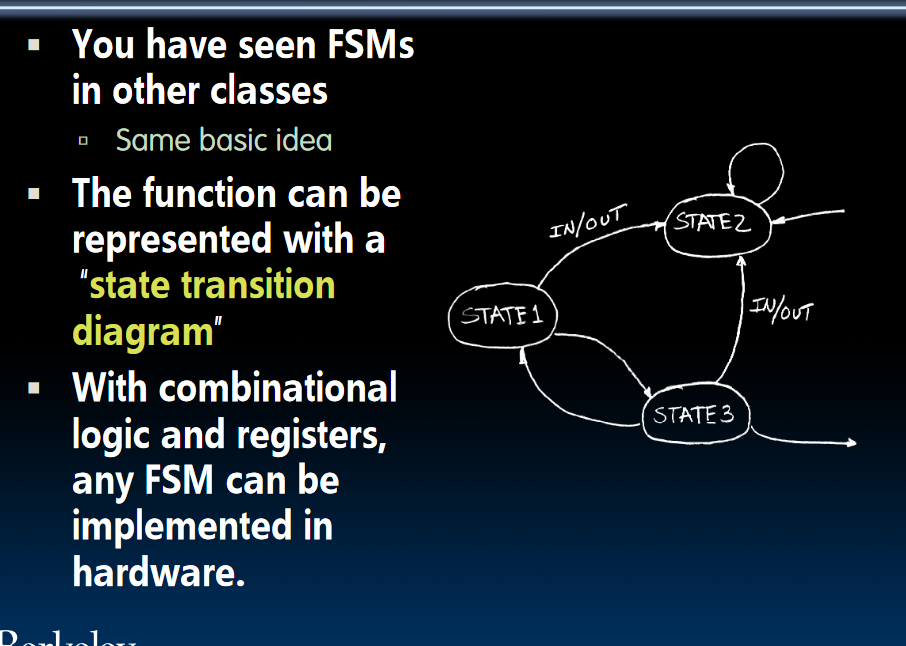 You have seen FSMs
in other classes
Same basic idea
The function can be
represented with a
"state transition
diagram"
With combinational
logic and registers,
any FSM can be
implemented in
hardware.
IN/OUT
STATE2
STATE1
IN/OUT
STATE3
Berkeley